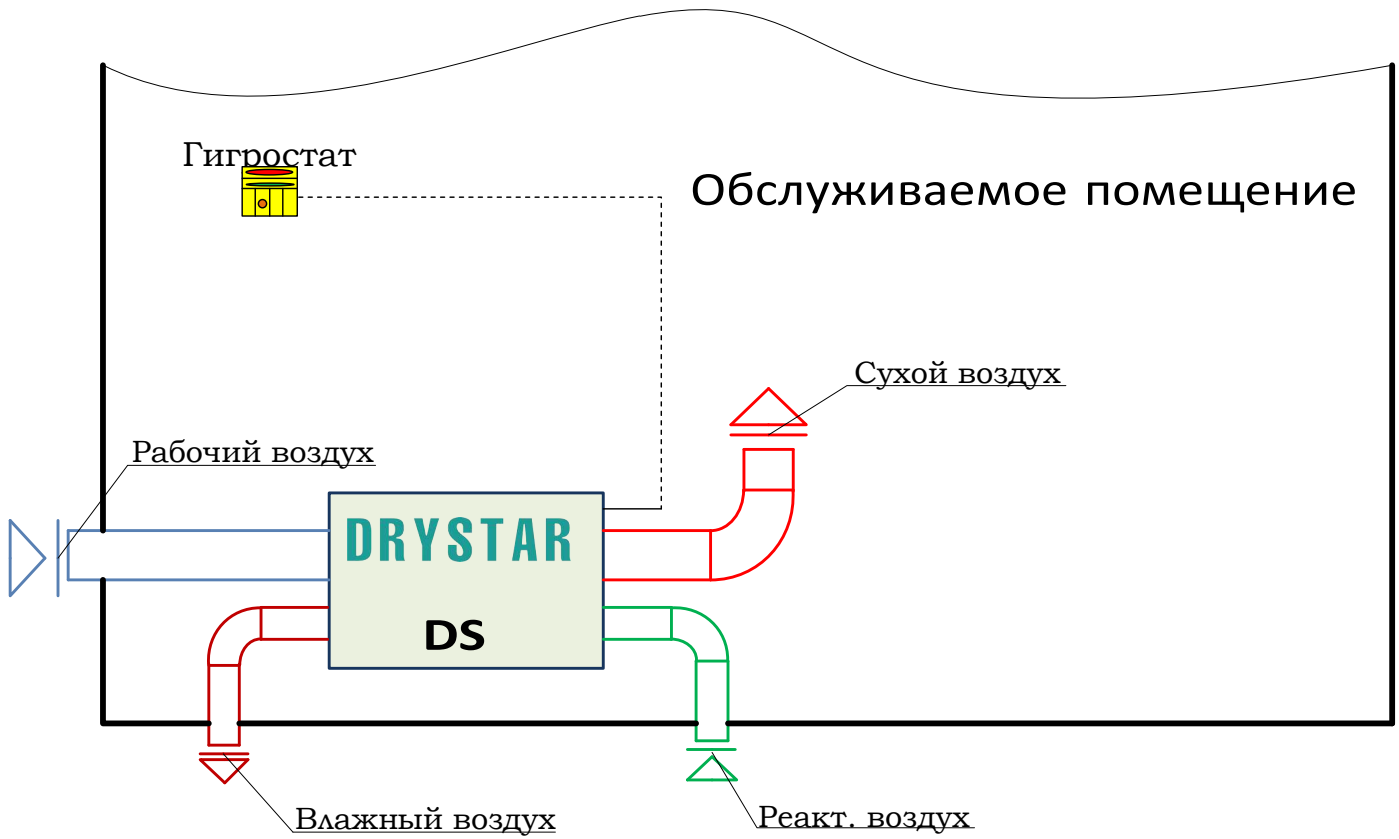 Гигростат
Обслуживаемое помещение
Сухой воздух
Рабочий воздух
DRYSTAR
DS
Влажный воздух
Реакт. воздух